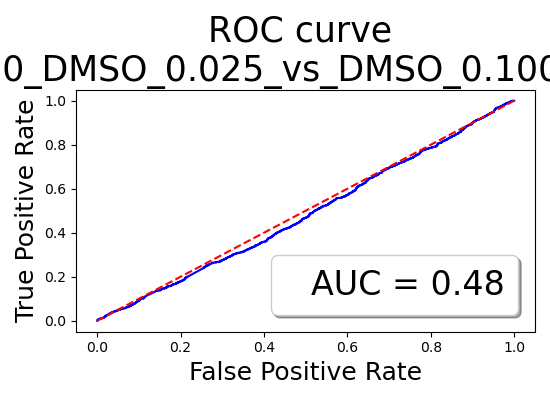 ROC curve
0_DMSO_0.025_vs_DMSO_0.100
True Positive Rate
1.0
0.8
0.6
0.4
0.2
0.0
AUC = 0.48
0.0 0.2 0.4 0.6 0.8 1.0
False Positive Rate